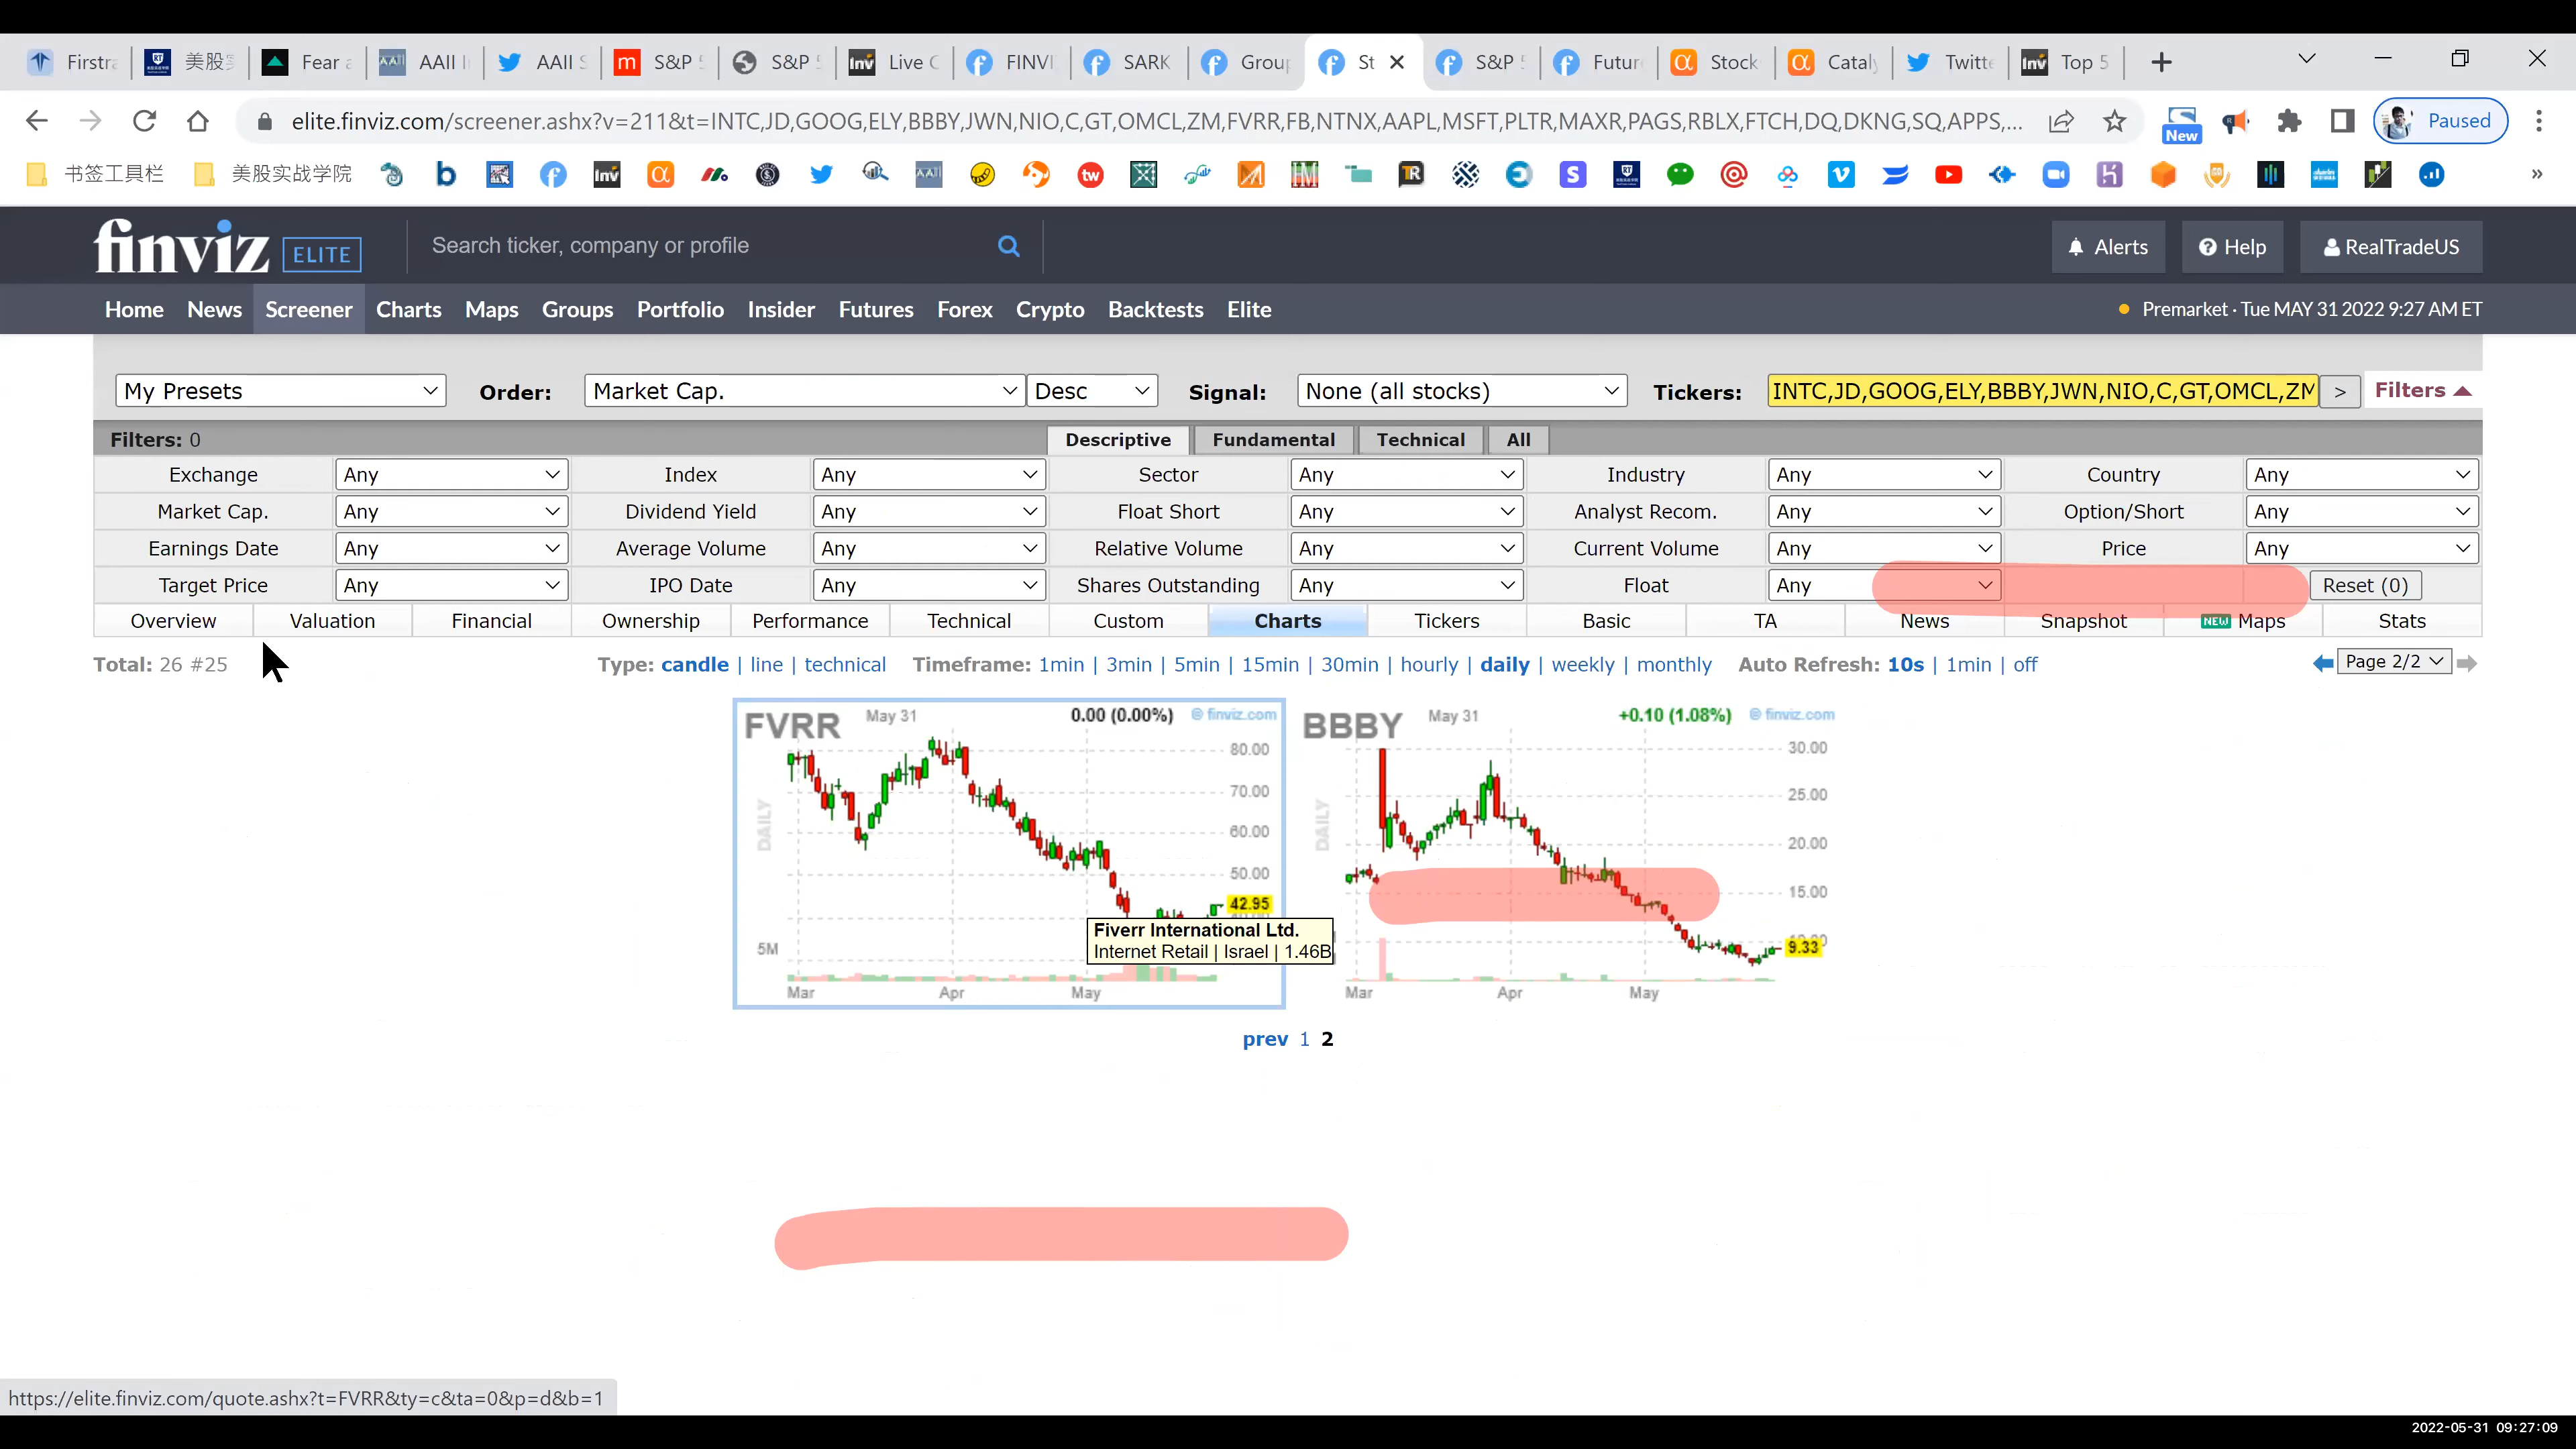 Firstra
美股
Fear a
AAII I
AAII S
S&P 5
S&P 5
Live C
FINVI
SARK
Group
St
S&P 5
Futur
Stock
Cataly
Twitte
Top 5
elite.finviz.com/screener.ashx?v=211&t=INTC,JD,GOOG,ELY,BBBY,JWN,NIO,C,GT,OMCL,ZM,FVRR,FB,NTNX,AAPL,MSFT,PLTR,MAXR,PAGS,RBLX,FTCH,DQ,DKNG,SQ,APPS,...
New
Paused
书签工具栏
美股实战学院
finviz ELITE
Search ticker, company or profile
Alerts
Help
RealTradeUS
Home News Screener Charts Maps Groups Portfolio Insider Futures Forex Crypto Backtests Elite
Premarket · Tue MAY 31 2022 9:27 AM ET
My Presets Order: Market Cap. Desc Signal: None (all stocks) Tickers: INTC,JD,GOOG,ELY,BBBY,JWN,NIO,C,GT,OMCL,ZM > Filters
Filters: 0 Descriptive Fundamental Technical All
Exchange Any Index Any Sector Any Industry Any Country Any
Market Cap. Any Dividend Yield Any Float Short Any Analyst Recom. Any Option/Short Any
Earnings Date Any Average Volume Any Relative Volume Any Current Volume Any Price Any
Target Price Any IPO Date Any Shares Outstanding Any Float Any Reset (0)
Overview Valuation Financial Ownership Performance Technical Custom Charts Tickers Basic TA News Snapshot NEW Maps Stats
Total: 26 #25 Type: candle | line | technical Timeframe: 1min | 3min | 5min | 15min | 30min | hourly | daily | weekly | monthly Auto Refresh: 10s | 1min | off Page 2/2
FVRR May 31 0.00 (0.00%) © finviz.com
80.00
70.00
60.00
50.00
42.95
DAILY
5M
Mar Apr May
Fiverr International Ltd.
Internet Retail | Israel | 1.46B
BBBY May 31 +0.10 (1.08%) © finviz.com
30.00
25.00
20.00
15.00
9.33
DAILY
Mar Apr May
prev 1 2
https://elite.finviz.com/quote.ashx?t=FVRR&ty=c&ta=0&p=d&b=1
2022-05-31 09:27:09